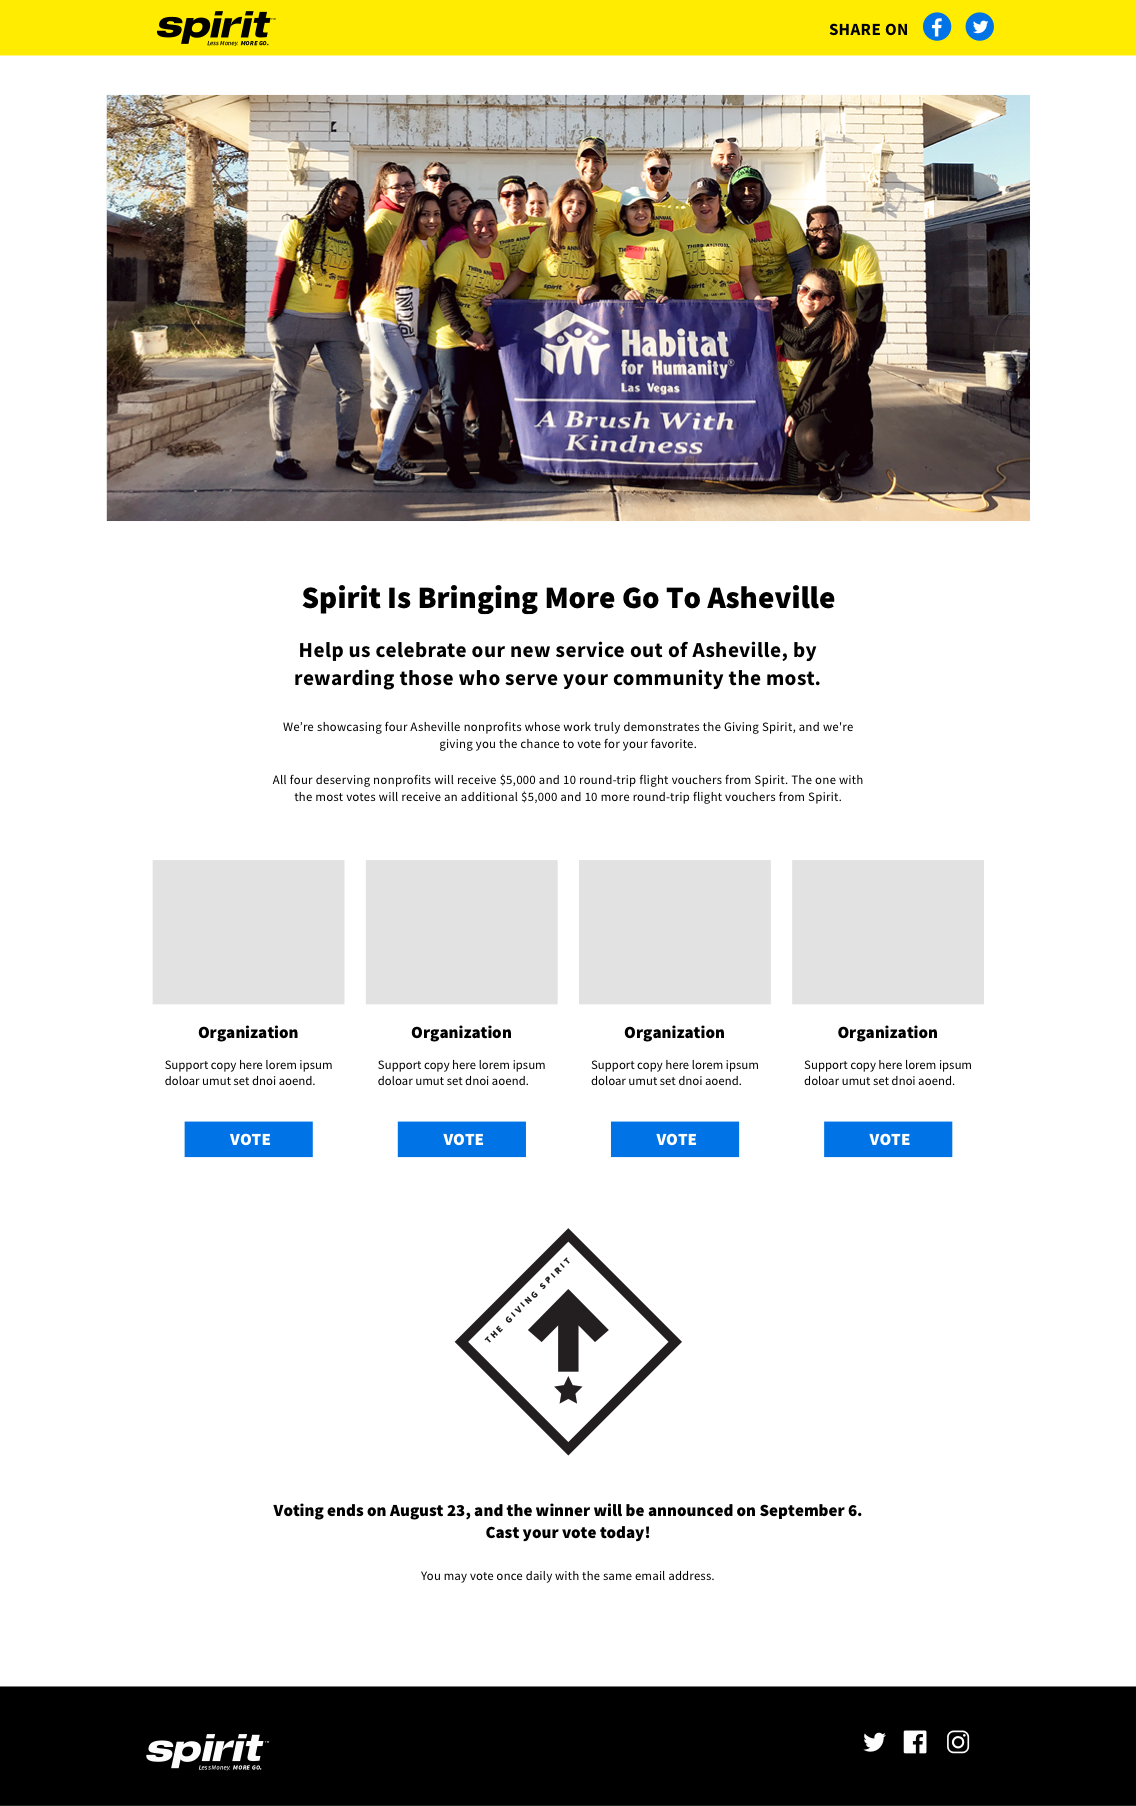 spirit
Less Money. MORE GO.
SHARE ON
Habitat
for Humanity®
Las Vegas
A Brush With
Kindness
Spirit Is Bringing More Go To Asheville
Help us celebrate our new service out of Asheville, by
rewarding those who serve your community the most.
We're showcasing four Asheville nonprofits whose work truly demonstrates the Giving Spirit, and we're
giving you the chance to vote for your favorite.
All four deserving nonprofits will receive $5,000 and 10 round-trip flight vouchers from Spirit. The one with
the most votes will receive an additional $5,000 and 10 more round-trip flight vouchers from Spirit.
Organization
Support copy here lorem ipsum
doloar umut set dnoi aoend.
VOTE
Organization
Support copy here lorem ipsum
doloar umut set dnoi aoend.
VOTE
Organization
Support copy here lorem ipsum
doloar umut set dnoi aoend.
VOTE
Organization
Support copy here lorem ipsum
doloar umut set dnoi aoend.
VOTE
THE GIVING SPIRIT
Voting ends on August 23, and the winner will be announced on September 6.
Cast your vote today!
You may vote once daily with the same email address.
spirit
Less Money. MORE GO.